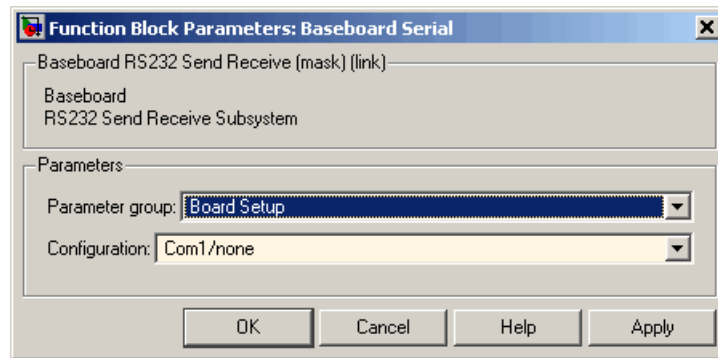 Function Block Parameters: Baseboard Serial
Baseboard RS232 Send Receive (mask) (link)
Baseboard
RS232 Send Receive Subsystem
Parameters
Parameter group: Board Setup
Configuration: Com1/none
OK Cancel Help Apply